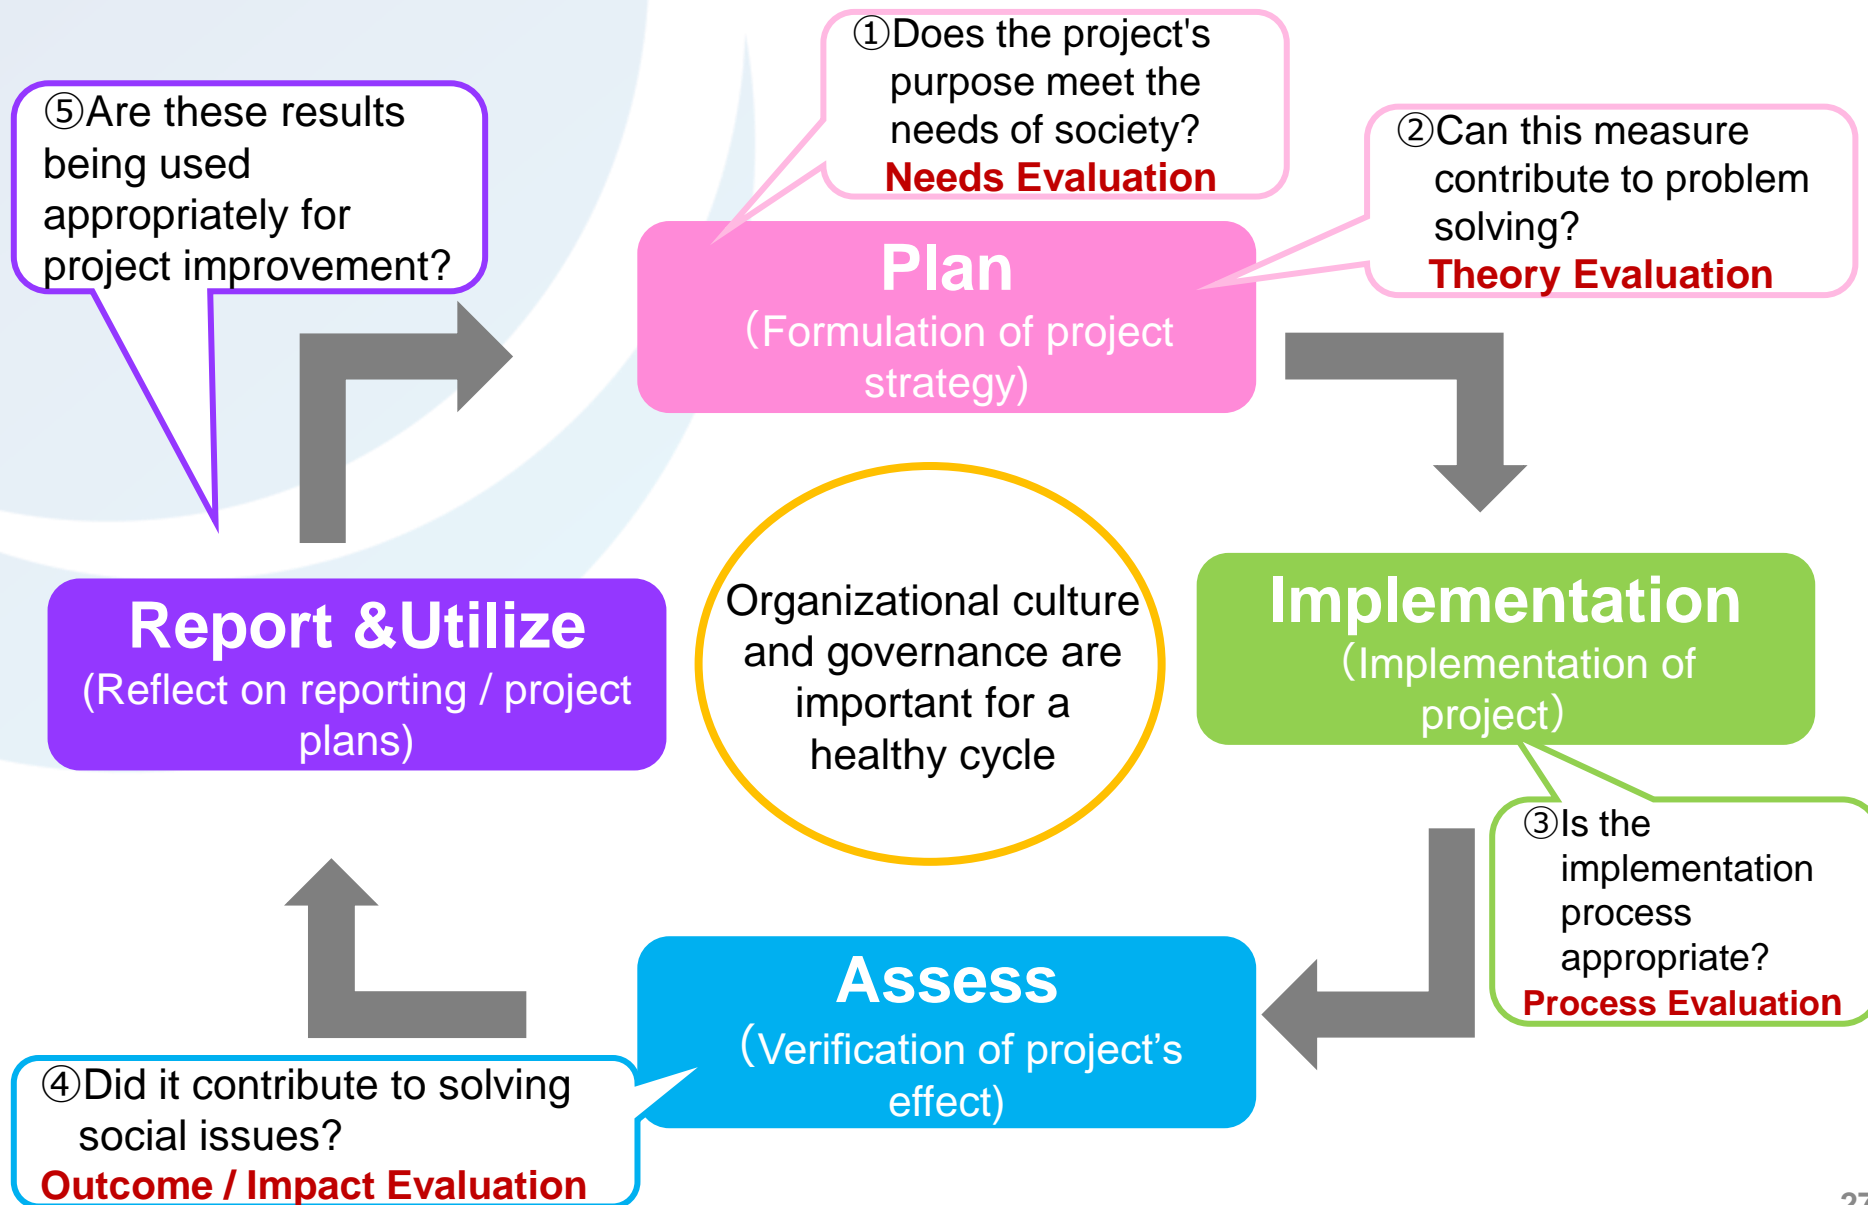 ①Does the project's
purpose meet the
needs of society?
Needs Evaluation
②Can this measure
contribute to problem
solving?
Theory Evaluation
⑤Are these results
being used
appropriately for
project improvement?
Plan
（Formulation of project
strategy)
Organizational culture
and governance are
important for a
healthy cycle
Implementation
（Implementation of
project）
Report &Utilize
(Reflect on reporting / project
plans)
③Is the
implementation
process
appropriate?
Process Evaluation
Assess
（Verification of project’s
effect)
④Did it contribute to solving
social issues?
Outcome / Impact Evaluation
27